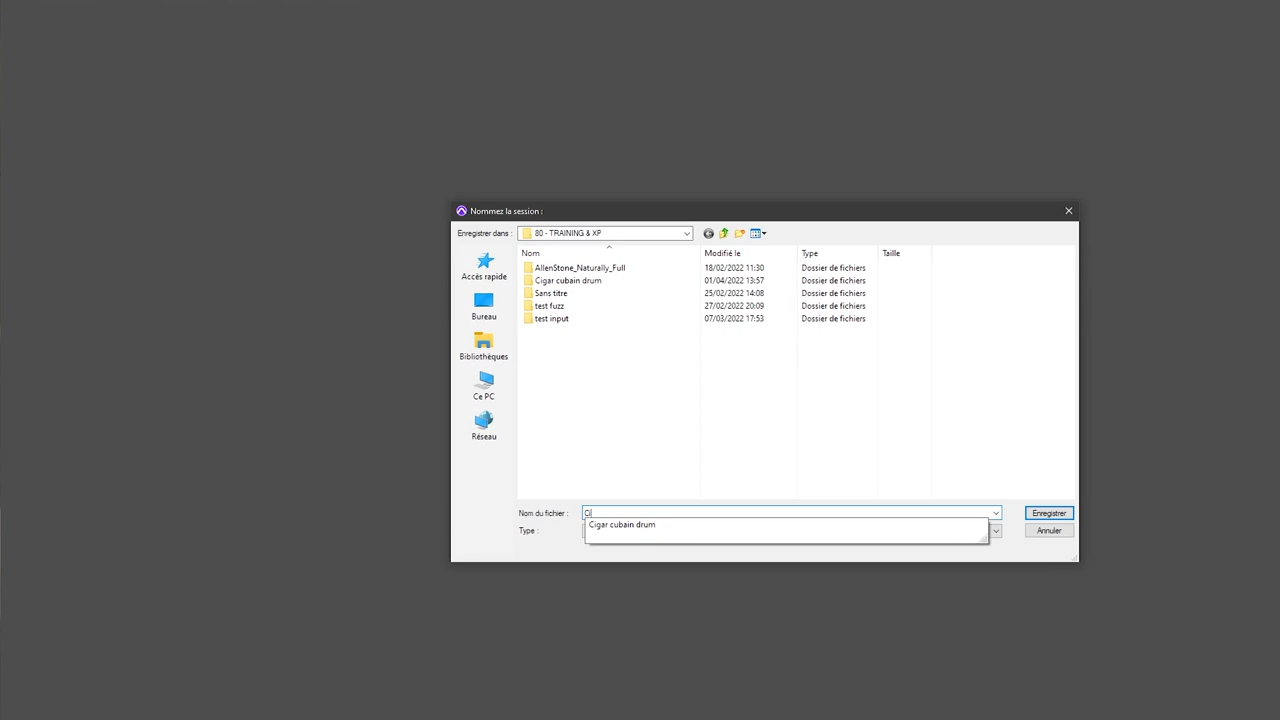 Nommez la session :
Enregistrer dans : 80 - TRAINING & XP
Nom Modifié le Type Taille
AllenStone_Naturally_Full 18/02/2022 11:30 Dossier de fichiers
Cigar cubain drum 01/04/2022 13:57 Dossier de fichiers
Sans titre 25/02/2022 14:08 Dossier de fichiers
test fuzz 27/02/2022 20:09 Dossier de fichiers
test input 07/03/2022 17:53 Dossier de fichiers
Accès rapide
Bureau
Bibliothèques
Ce PC
Réseau
Nom du fichier : Ci Enregistrer
Cigar cubain drum
Type : Annuler